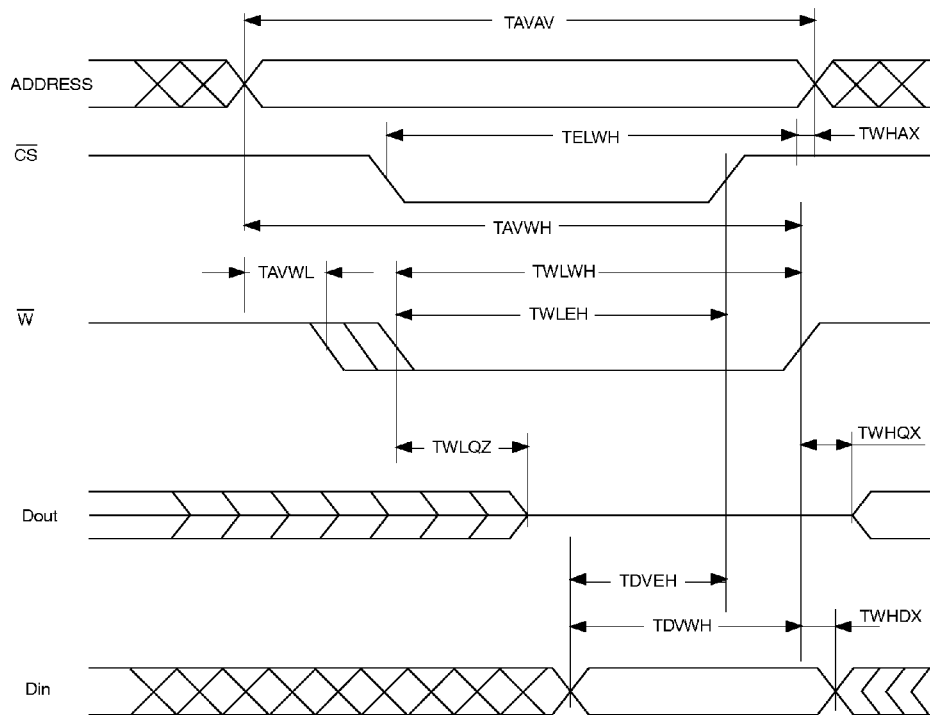 TAVAV
ADDRESS
TELWH
TWHAX
CS
TAVWH
TAVWL
TWLWH
TWLEH
W
TWLQZ
TWHQX
Dout
TDVEH
TDVWH
TWHDX
Din